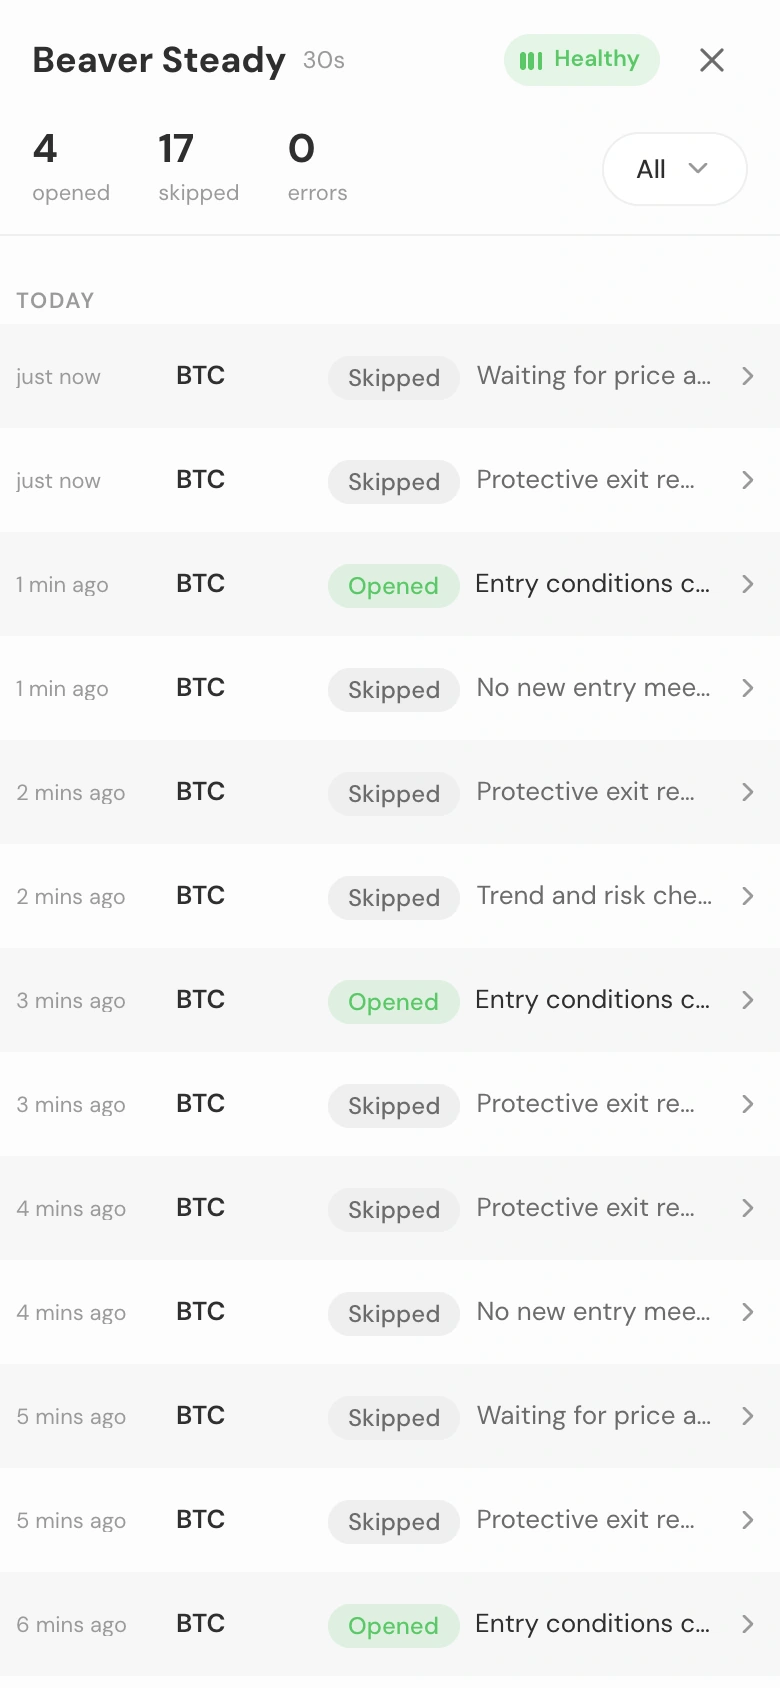 Beaver Steady 30s Healthy
4 17 0
opened skipped errors All
TODAY
just now BTC Skipped Waiting for price a...
just now BTC Skipped Protective exit re...
1 min ago BTC Opened Entry conditions c...
1 min ago BTC Skipped No new entry mee...
2 mins ago BTC Skipped Protective exit re...
2 mins ago BTC Skipped Trend and risk che...
3 mins ago BTC Opened Entry conditions c...
3 mins ago BTC Skipped Protective exit re...
4 mins ago BTC Skipped Protective exit re...
4 mins ago BTC Skipped No new entry mee...
5 mins ago BTC Skipped Waiting for price a...
5 mins ago BTC Skipped Protective exit re...
6 mins ago BTC Opened Entry conditions c...